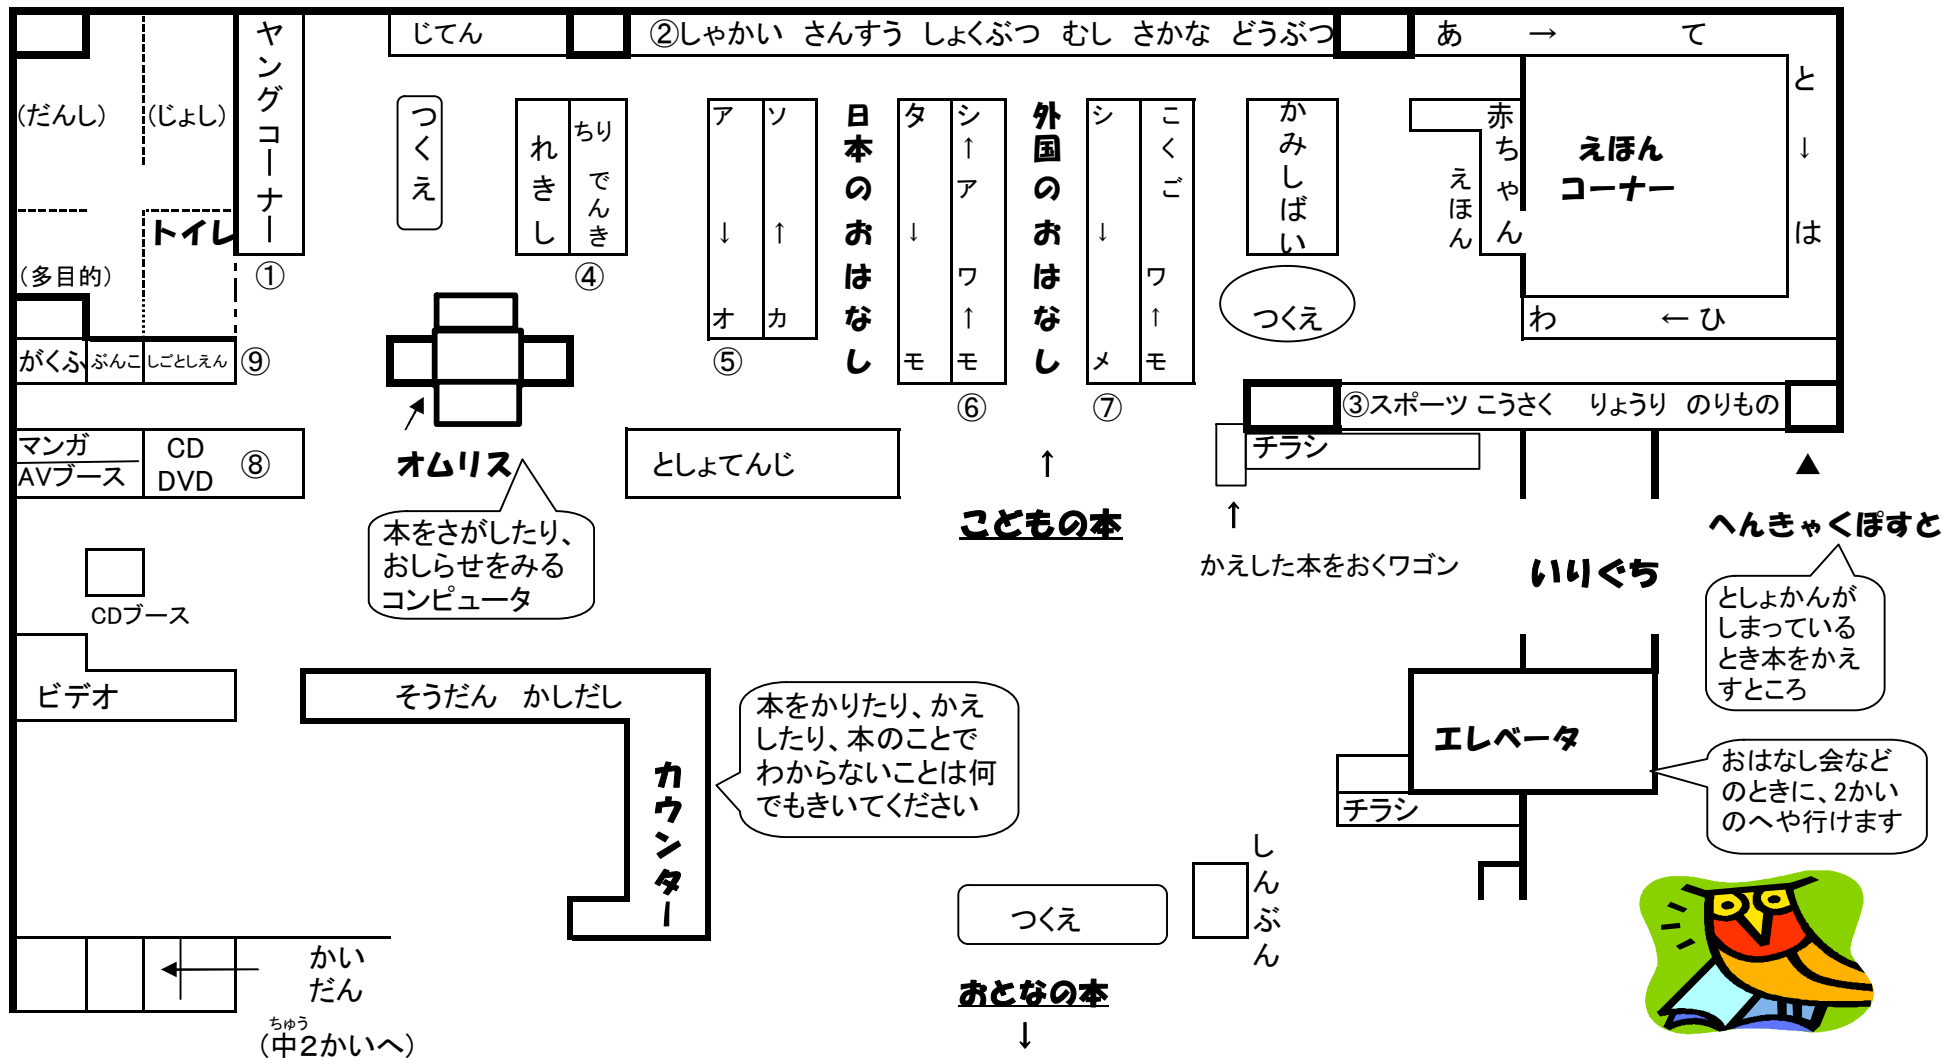 ヤングコーナー
じてん
②しゃかい さんすう しょくぶつ むし さかな どうぶつ
あ → て
と
↓
は
(だんし)
(じょし)
トイレ
(多目的)
①
つくえ
れきし
ちり でんき
④
ア
↓
オ
ソ
↑
カ
⑤
日本のおはなし
タ
↓
モ
シ
↑
ア
ワ
↑
モ
⑥
外国のおはなし
シ
↓
メ
こくご
ワ
↑
モ
⑦
かみしばい
つくえ
赤ちゃん
えほん
えほん
コーナー
わ ← ひ
がくふ
ぶんこ
しごとしえん
⑨
③スポーツ こうさく りょうり のりもの
マンガ
AVブース
CD
DVD
⑧
オムリス
本をさがしたり、
おしらせをみる
コンピュータ
としょてんじ
↑
こどもの本
チラシ
↑
かえした本をおくワゴン
▲
へんきゃくぽすと
としょかんが
しまっている
とき本をかえ
すところ
いりぐち
CDブース
ビデオ
そうだん かしだし
カウンター
本をかりたり、かえ
したり、本のことで
わからないことは何
でもきいてください
エレベータ
おはなし会など
のときに、2かい
のへや行けます
チラシ
しんぶん
つくえ
おとなの本
↓
かい
だん
ちゅう
(中2かいへ)